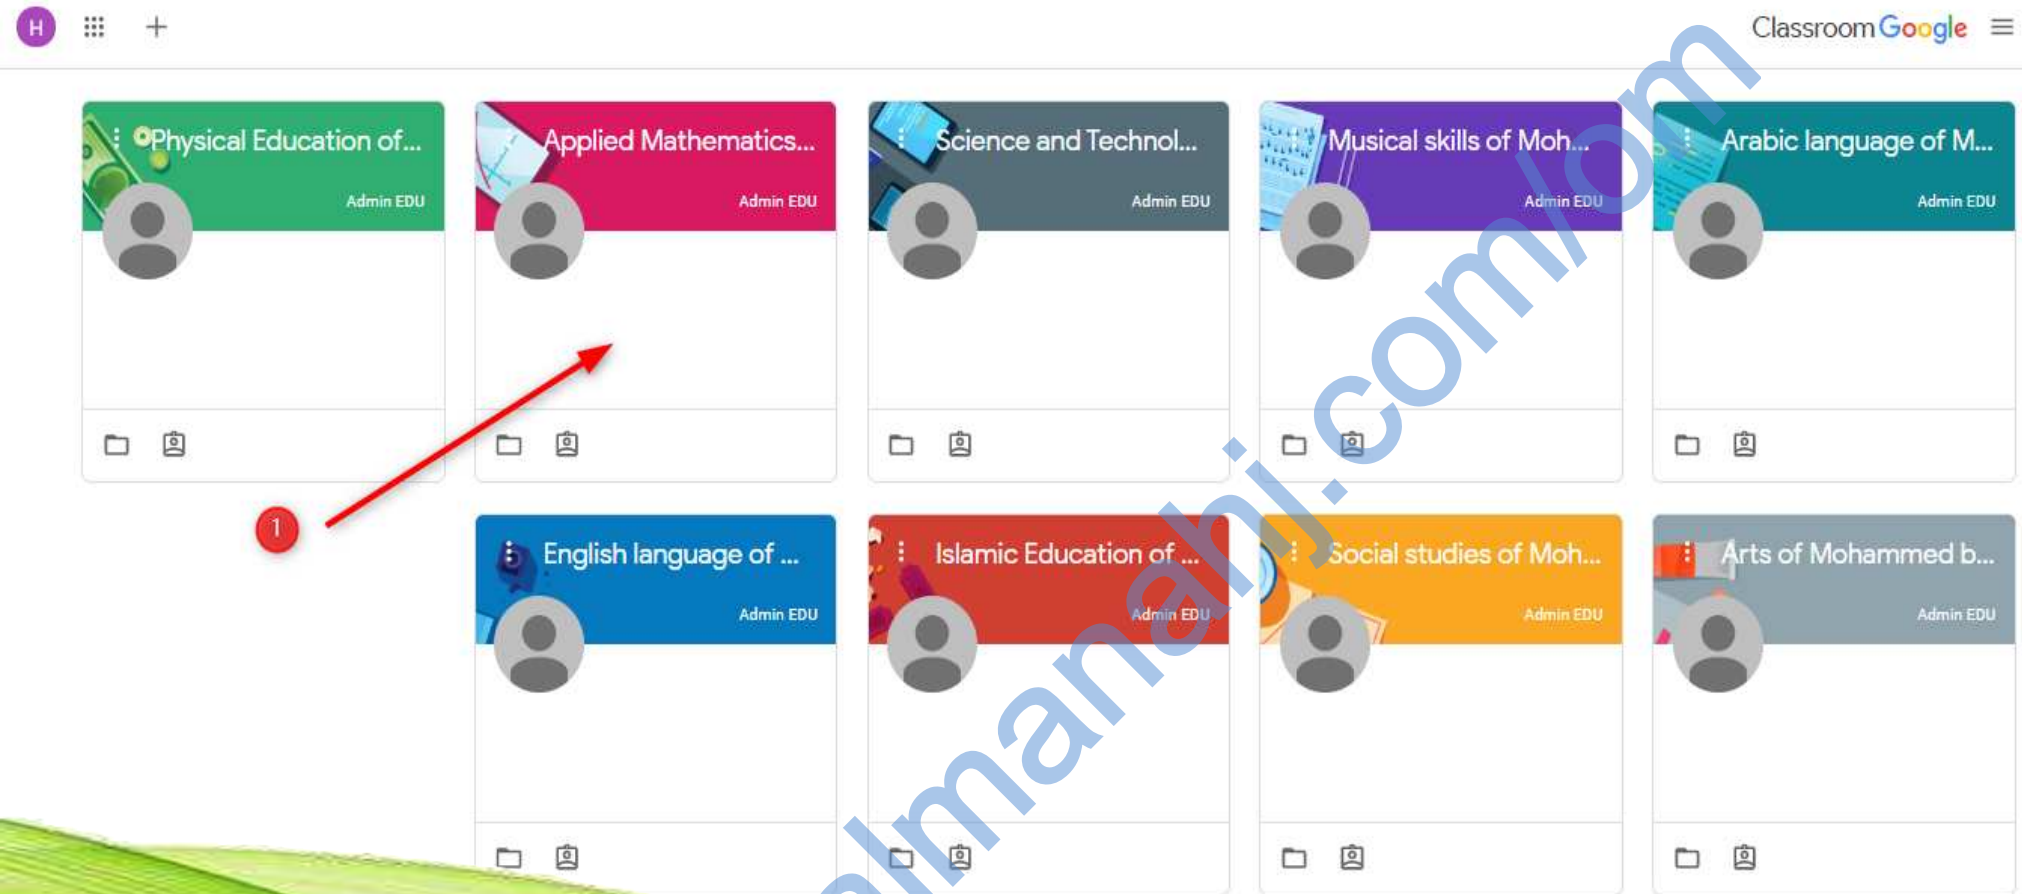 H
Classroom Google
Physical Education of...
Admin EDU
Applied Mathematics...
Admin EDU
Science and Technol...
Admin EDU
Musical skills of Moh...
Admin EDU
Arabic language of M...
Admin EDU
1
English language of ...
Admin EDU
Islamic Education of ...
Admin EDU
Social studies of Moh...
Admin EDU
Arts of Mohammed b...
Admin EDU
almanahj.com/om